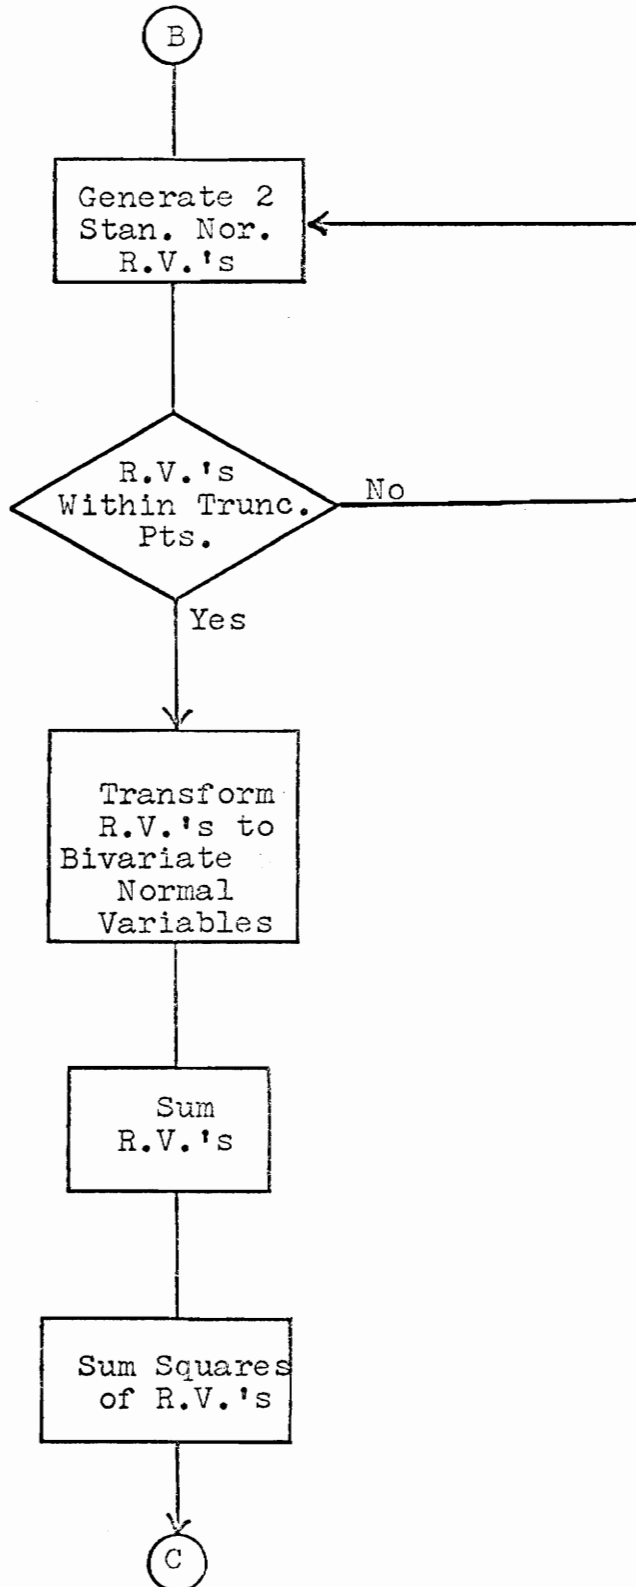 B
Generate 2
Stan. Nor.
R.V.'s
R.V.'s
Within Trunc.
Pts.
No
Yes
Transform
R.V.'s to
Bivariate
Normal
Variables
Sum
R.V.'s
Sum Squares
of R.V.'s
C